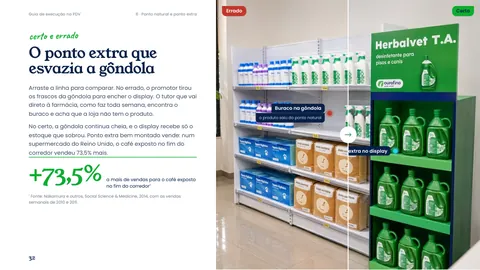 Guia de execução no PDV
5 · Ponto natural e ponto extra
certo e errado
O ponto extra que
esvazia a gôndola
Arraste a linha para comparar. No errado, o promotor tirou
os frascos da gôndola para encher o display. O tutor que vai
direto à farmácia, como faz toda semana, encontra o
buraco e acha que a loja não tem o produto.
No certo, a gôndola continua cheia, e o display recebe só o
estoque que sobrou. Ponto extra bem montado vende: num
supermercado do Reino Unido, o café exposto
no fim do corredor vendeu 73,5% mais.
+73,5%
a mais de vendas para o café exposto
no fim do corredor¹
¹ Fonte: Nakamura e outros, Social Science & Medicine, 2014, com as vendas
semanais de 2010 e 2011.
32
Errado
Certo
Herbalvet T.A.
desinfetante para
pisos e canis
ourofino
Buraco na gôndola
o produto saiu do ponto natural
extra no display